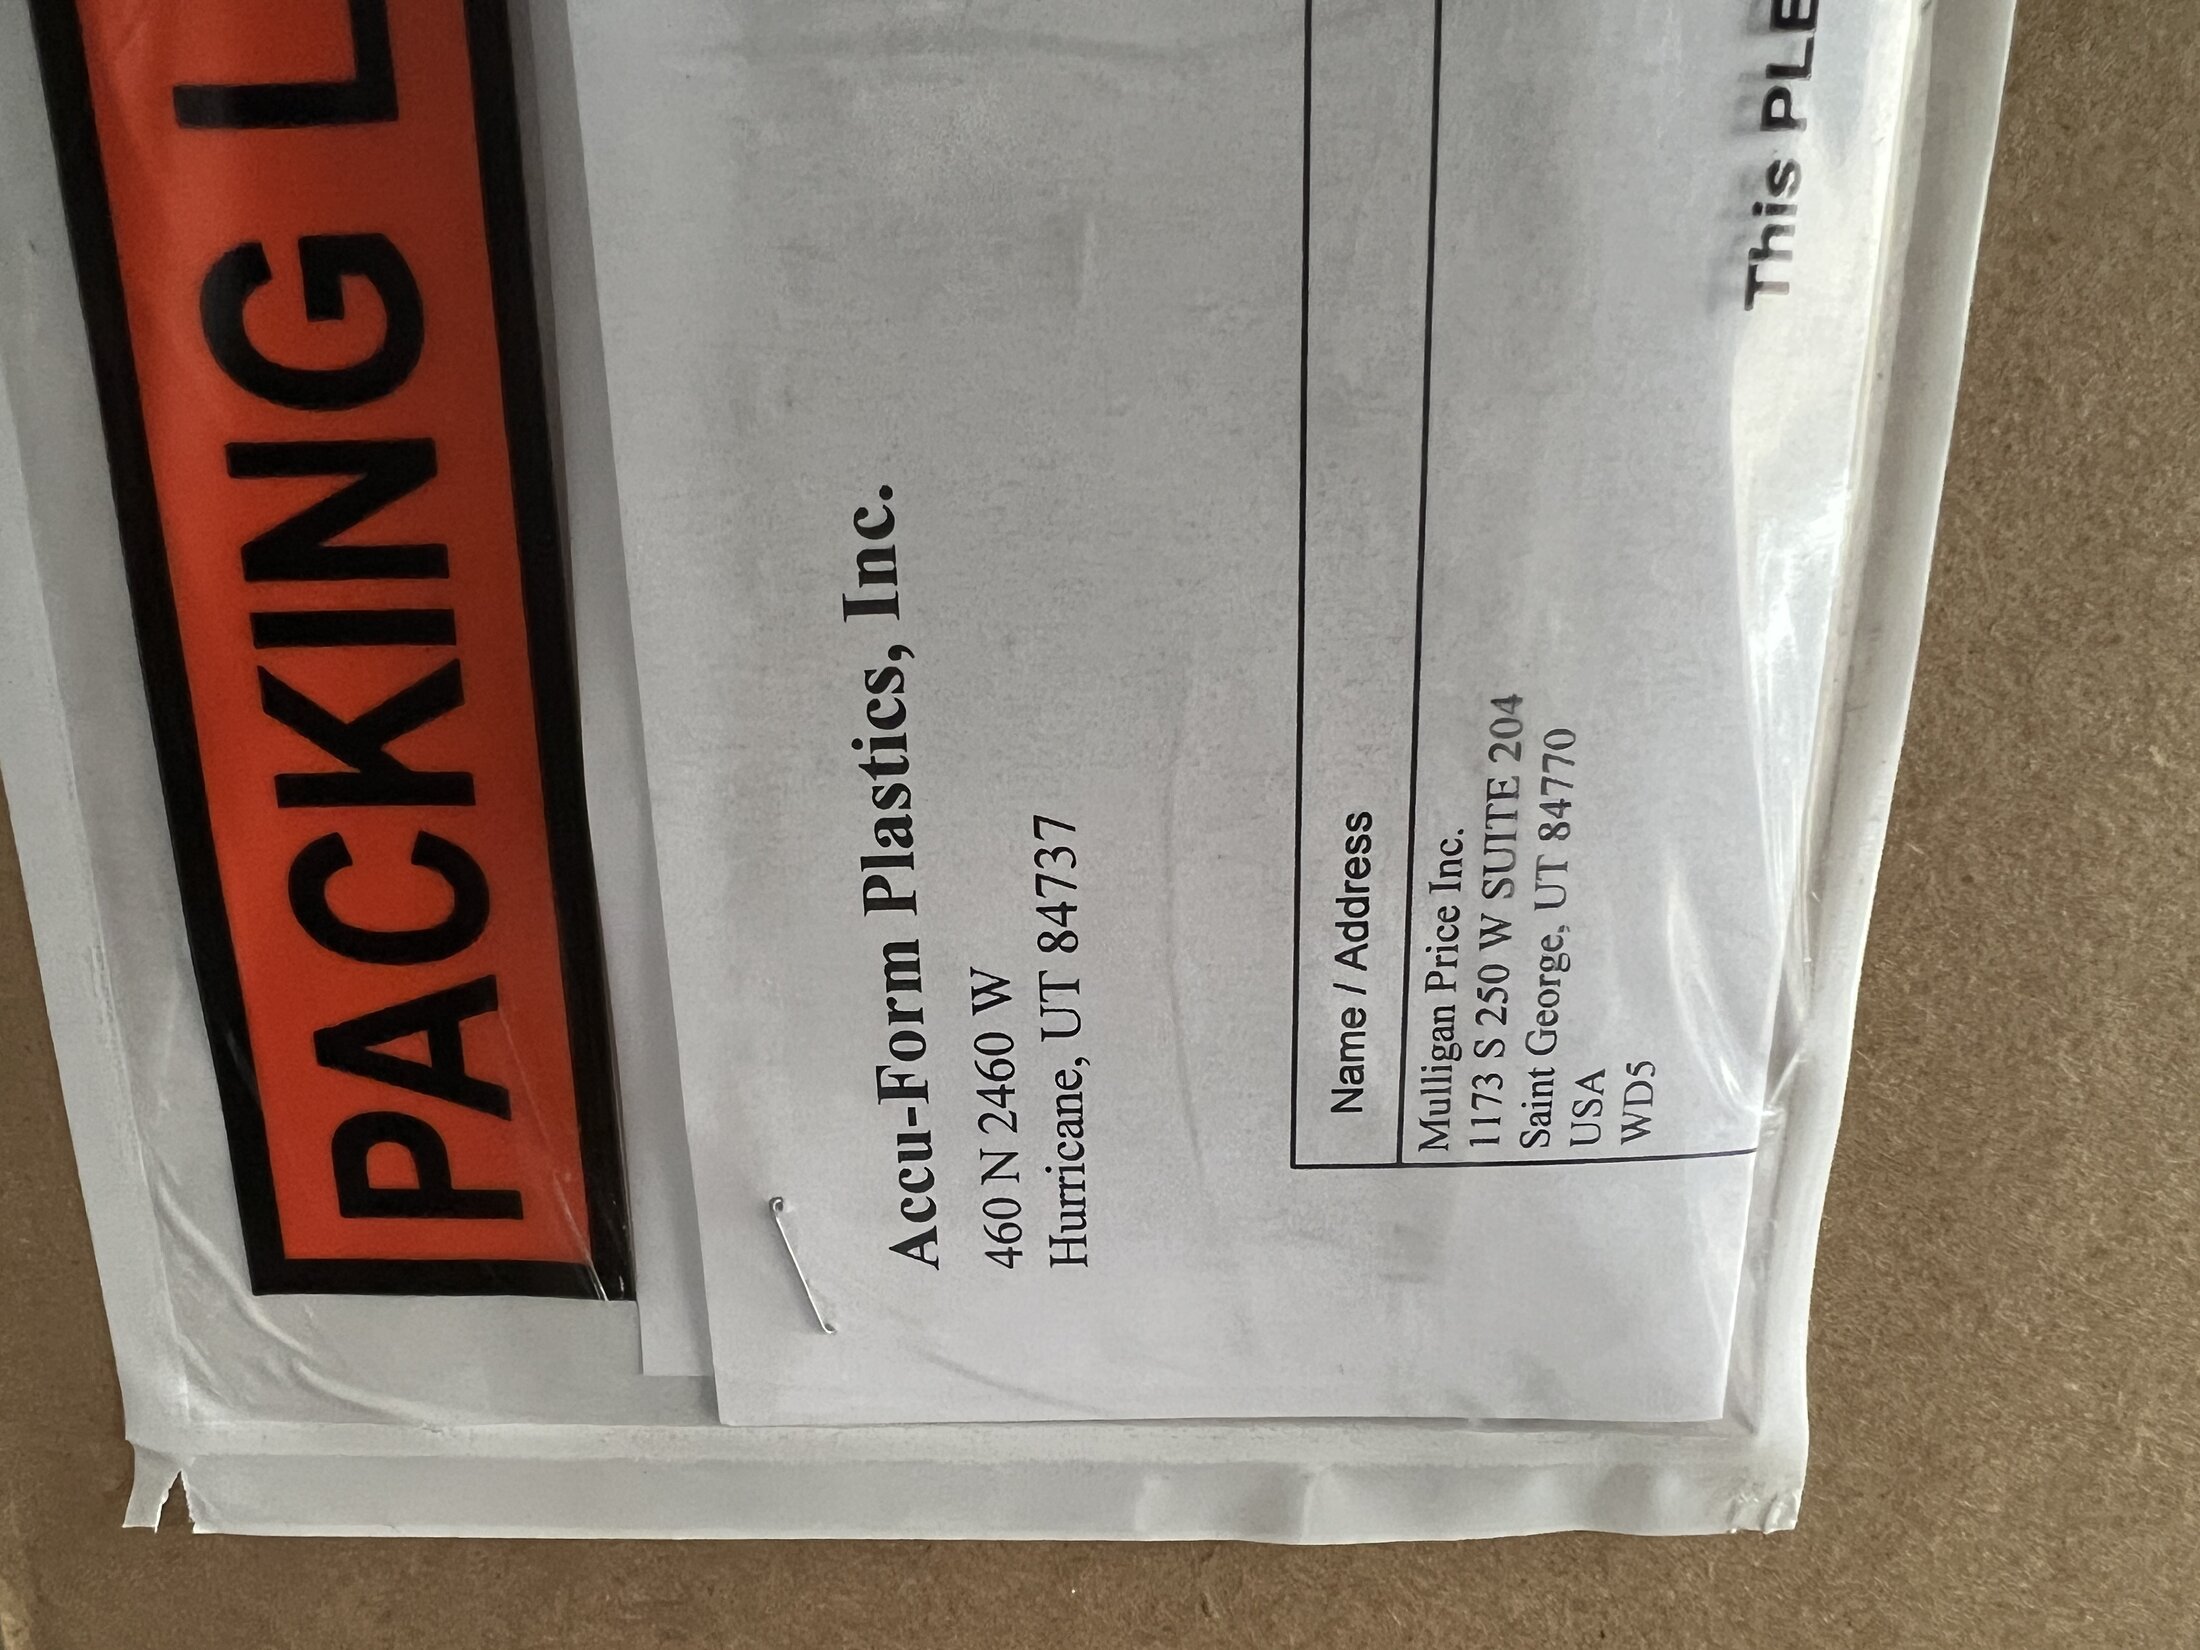 PACKING L
Accu-Form Plastics, Inc.
460 N 2460 W
Hurricane, UT 84737
Name / Address
Mulligan Price Inc.
1173 S 250 W SUITE 204
Saint George, UT 84770
USA
WD5
This PLE